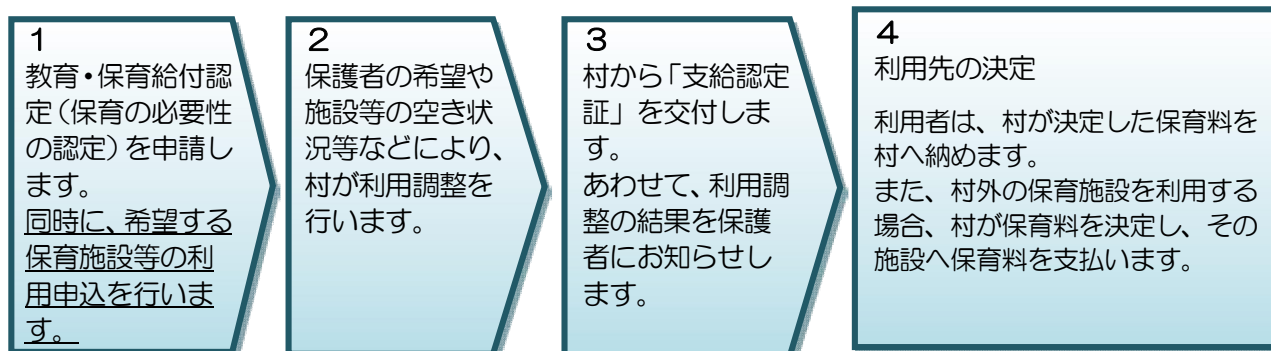 1
教育・保育給付認
定（保育の必要性
の認定）を申請し
ます。
同時に、希望する
保育施設等の利
用申込を行いま
す。
2
保護者の希望や
施設等の空き状
況等などにより、
村が利用調整を
行います。
3
村から「支給認定
証」を交付しま
す。
あわせて、利用調
整の結果を保護
者にお知らせし
ます。
4
利用先の決定
利用者は、村が決定した保育料を
村へ納めます。
また、村外の保育施設を利用する
場合、村が保育料を決定し、その
施設へ保育料を支払います。